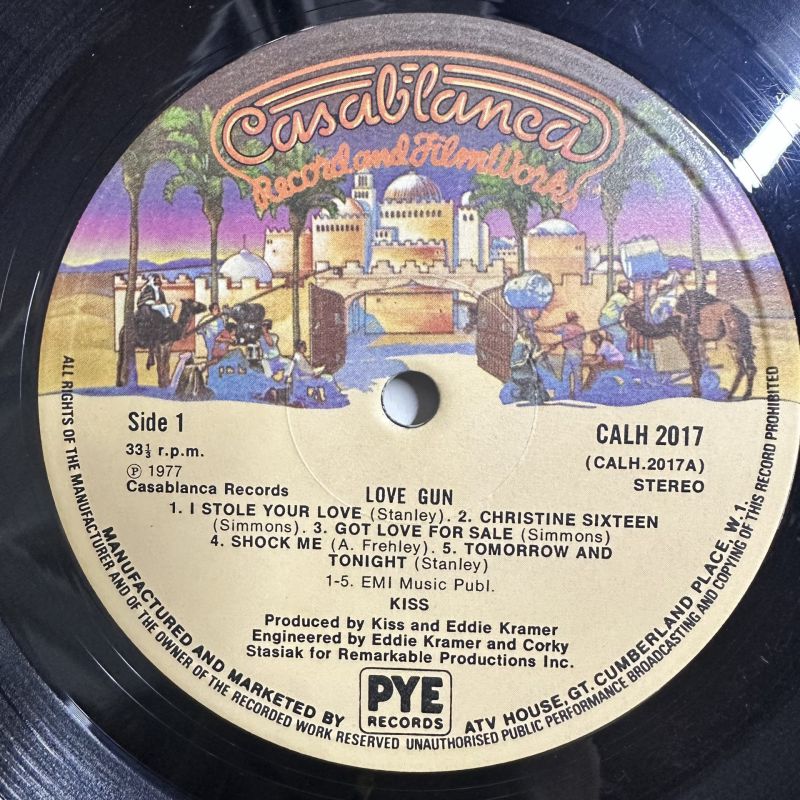 Casablanca
Record and FilmWorks
Side 1
33⅓ r.p.m.
℗ 1977
Casablanca Records
CALH 2017
(CALH.2017A)
STEREO
LOVE GUN
1. I STOLE YOUR LOVE (Stanley). 2. CHRISTINE SIXTEEN
(Simmons). 3. GOT LOVE FOR SALE (Simmons)
4. SHOCK ME (A. Frehley). 5. TOMORROW AND
TONIGHT (Stanley)
1-5. EMI Music Publ.
KISS
Produced by Kiss and Eddie Kramer
Engineered by Eddie Kramer and Corky
Stasiak for Remarkable Productions Inc.
MANUFACTURED AND MARKETED BY PYE RECORDS ATV HOUSE, GT. CUMBERLAND PLACE, W.1.
ALL RIGHTS OF THE MANUFACTURER AND OF THE OWNER OF THE RECORDED WORK RESERVED UNAUTHORISED PUBLIC PERFORMANCE BROADCASTING AND COPYING OF THIS RECORD PROHIBITED